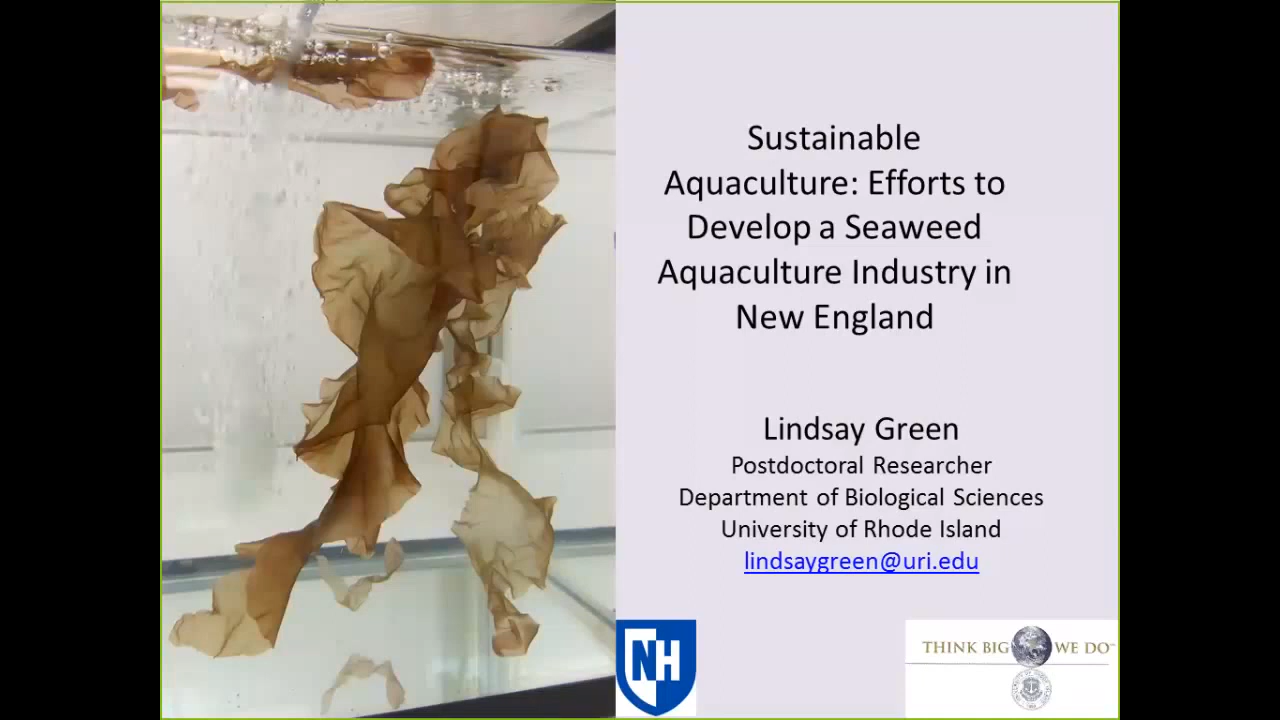 Sustainable
Aquaculture: Efforts to
Develop a Seaweed
Aquaculture Industry in
New England
Lindsay Green
Postdoctoral Researcher
Department of Biological Sciences
University of Rhode Island
lindsaygreen@uri.edu
NH
THINK BIG WE DO